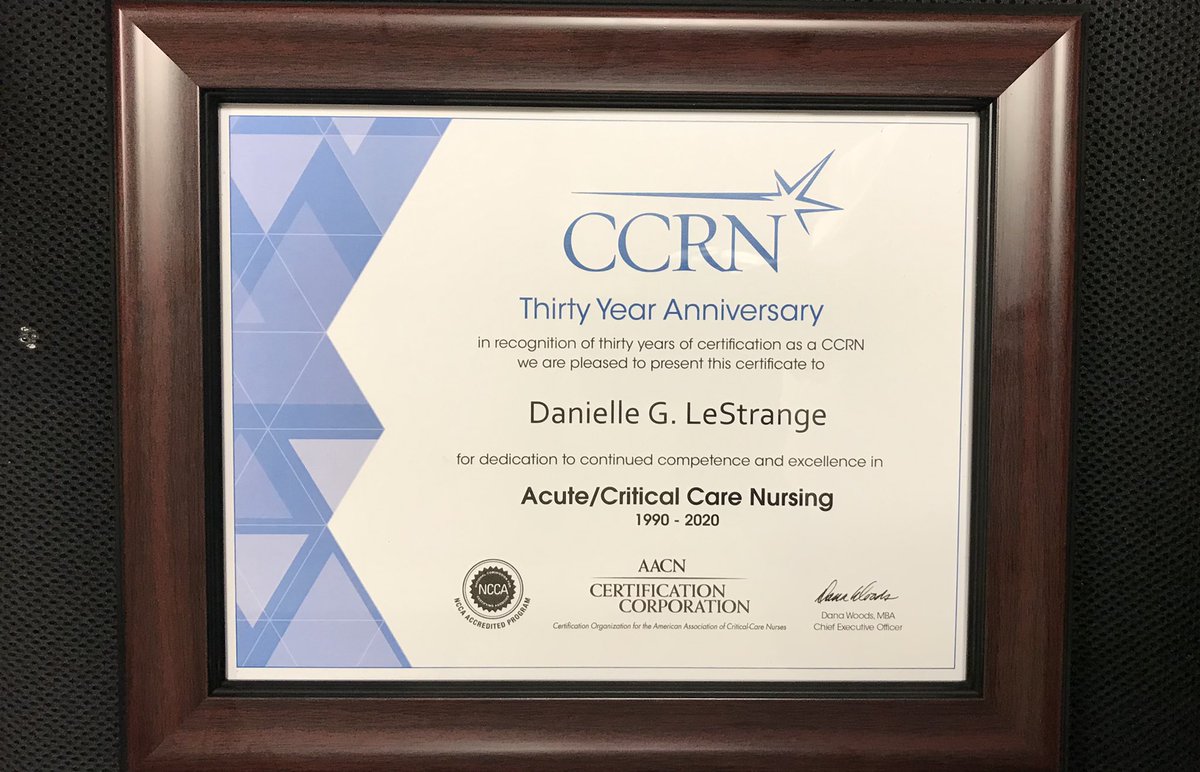 CCRN
Thirty Year Anniversary
in recognition of thirty years of certification as a CCRN
we are pleased to present this certificate to
Danielle G. LeStrange
for dedication to continued competence and excellence in
Acute/Critical Care Nursing
1990 - 2020
NCCA
NCCA ACCREDITED PROGRAM
AACN
CERTIFICATION
CORPORATION
Certification Organization for the American Association of Critical-Care Nurses
Dana Woods
Dana Woods, MBA
Chief Executive Officer